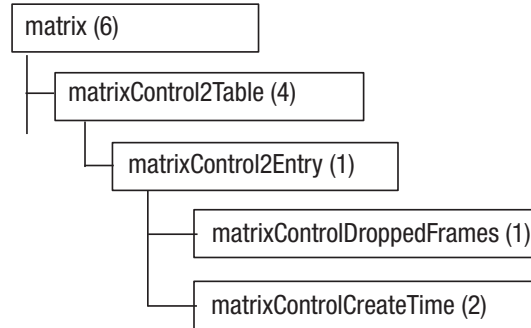 matrix (6)
matrixControl2Table (4)
matrixControl2Entry (1)
matrixControlDroppedFrames (1)
matrixControlCreateTime (2)